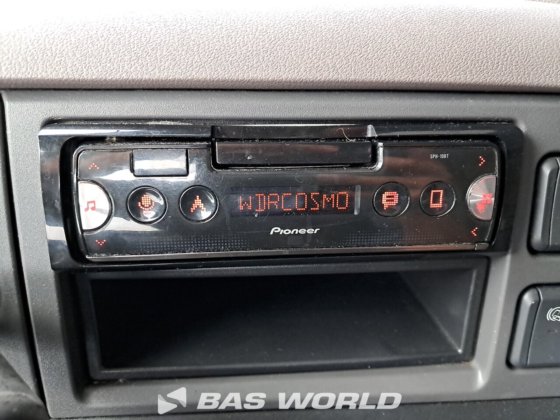 SPH-10BT
WDRCOSMO
Pioneer
BAS WORLD